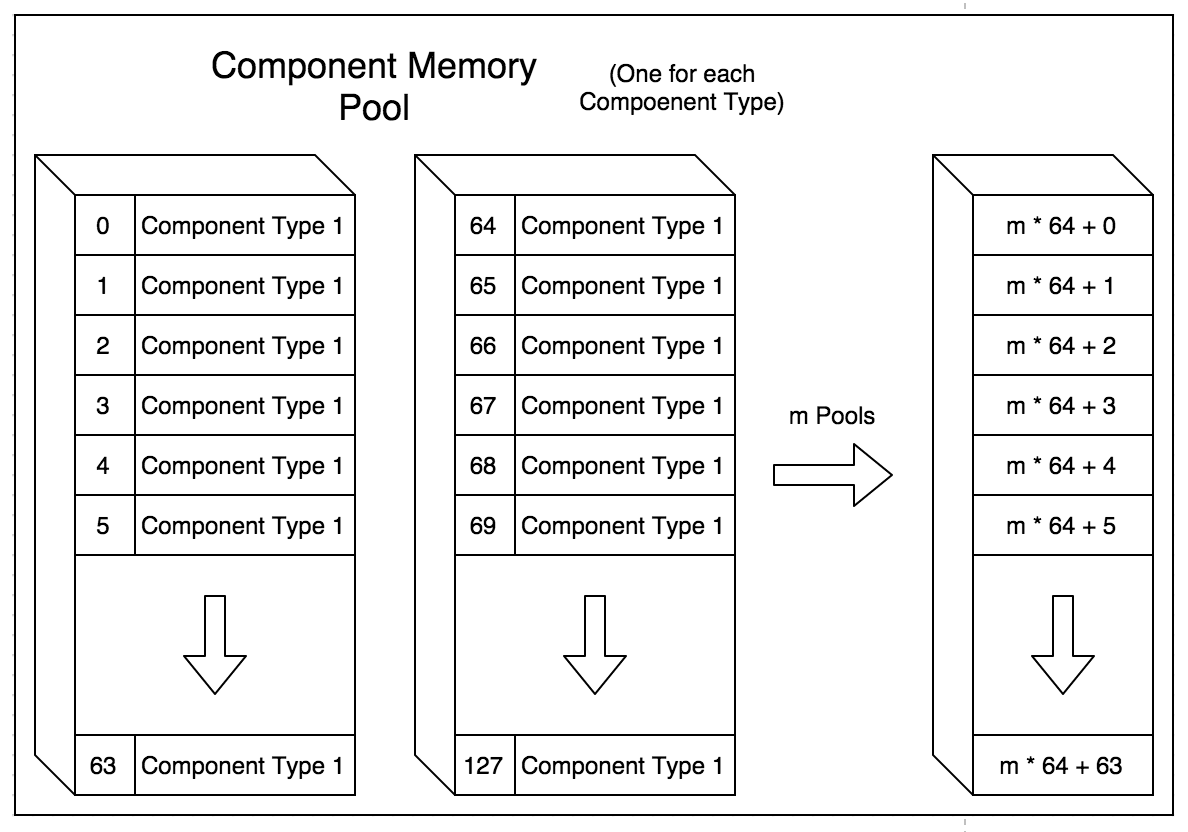 Component Memory
Pool
(One for each
Compoenent Type)
0 Component Type 1
1 Component Type 1
2 Component Type 1
3 Component Type 1
4 Component Type 1
5 Component Type 1
63 Component Type 1
64 Component Type 1
65 Component Type 1
66 Component Type 1
67 Component Type 1
68 Component Type 1
69 Component Type 1
127 Component Type 1
m Pools
m * 64 + 0
m * 64 + 1
m * 64 + 2
m * 64 + 3
m * 64 + 4
m * 64 + 5
m * 64 + 63